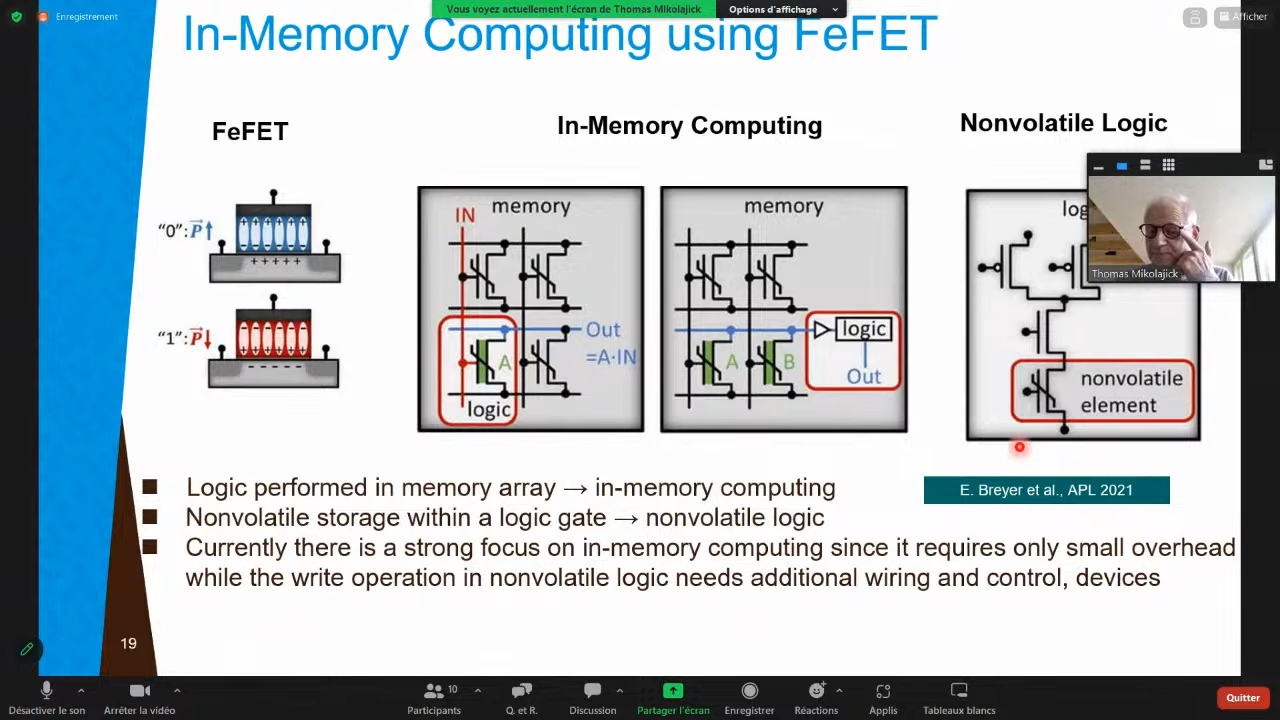 Enregistrement
Vous voyez actuellement l'écran de Thomas Mikolajick
Options d'affichage
Afficher
In-Memory Computing using FeFET
FeFET
In-Memory Computing
Nonvolatile Logic
"0": P↑
+ + + + +
"1": P↓
- - - - -
IN
memory
A
Out
=A·IN
logic
memory
A
B
logic
Out
nonvolatile
element
Thomas Mikolajick
■ Logic performed in memory array → in-memory computing
E. Breyer et al., APL 2021
■ Nonvolatile storage within a logic gate → nonvolatile logic
■ Currently there is a strong focus on in-memory computing since it requires only small overhead
while the write operation in nonvolatile logic needs additional wiring and control, devices
19
Désactiver le son
Arrêter la vidéo
Participants
10
Q. et R.
Discussion
Partager l'écran
Enregistrer
Réactions
Applis
Tableaux blancs
Quitter